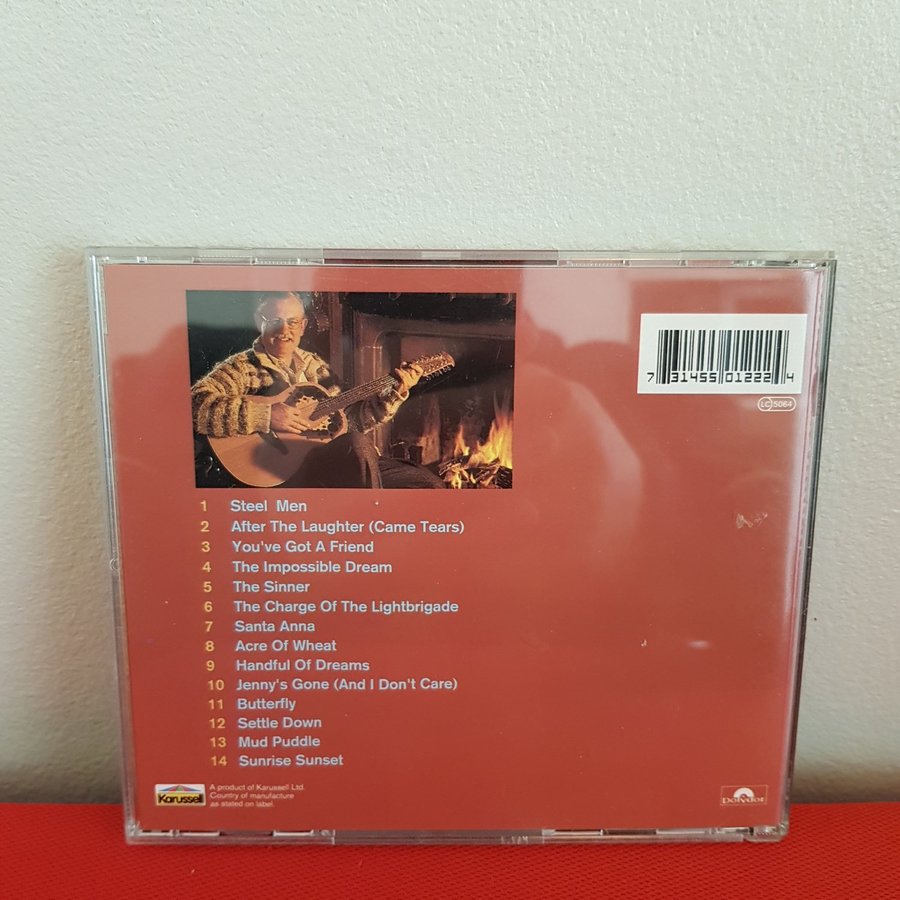 7 31455 01222 4
LC 5064
1 Steel Men
2 After The Laughter (Came Tears)
3 You've Got A Friend
4 The Impossible Dream
5 The Sinner
6 The Charge Of The Lightbrigade
7 Santa Anna
8 Acre Of Wheat
9 Handful Of Dreams
10 Jenny's Gone (And I Don't Care)
11 Butterfly
12 Settle Down
13 Mud Puddle
14 Sunrise Sunset
Karussell
A product of Karussell Ltd.
Country of manufacture
as stated on label.
Polydor